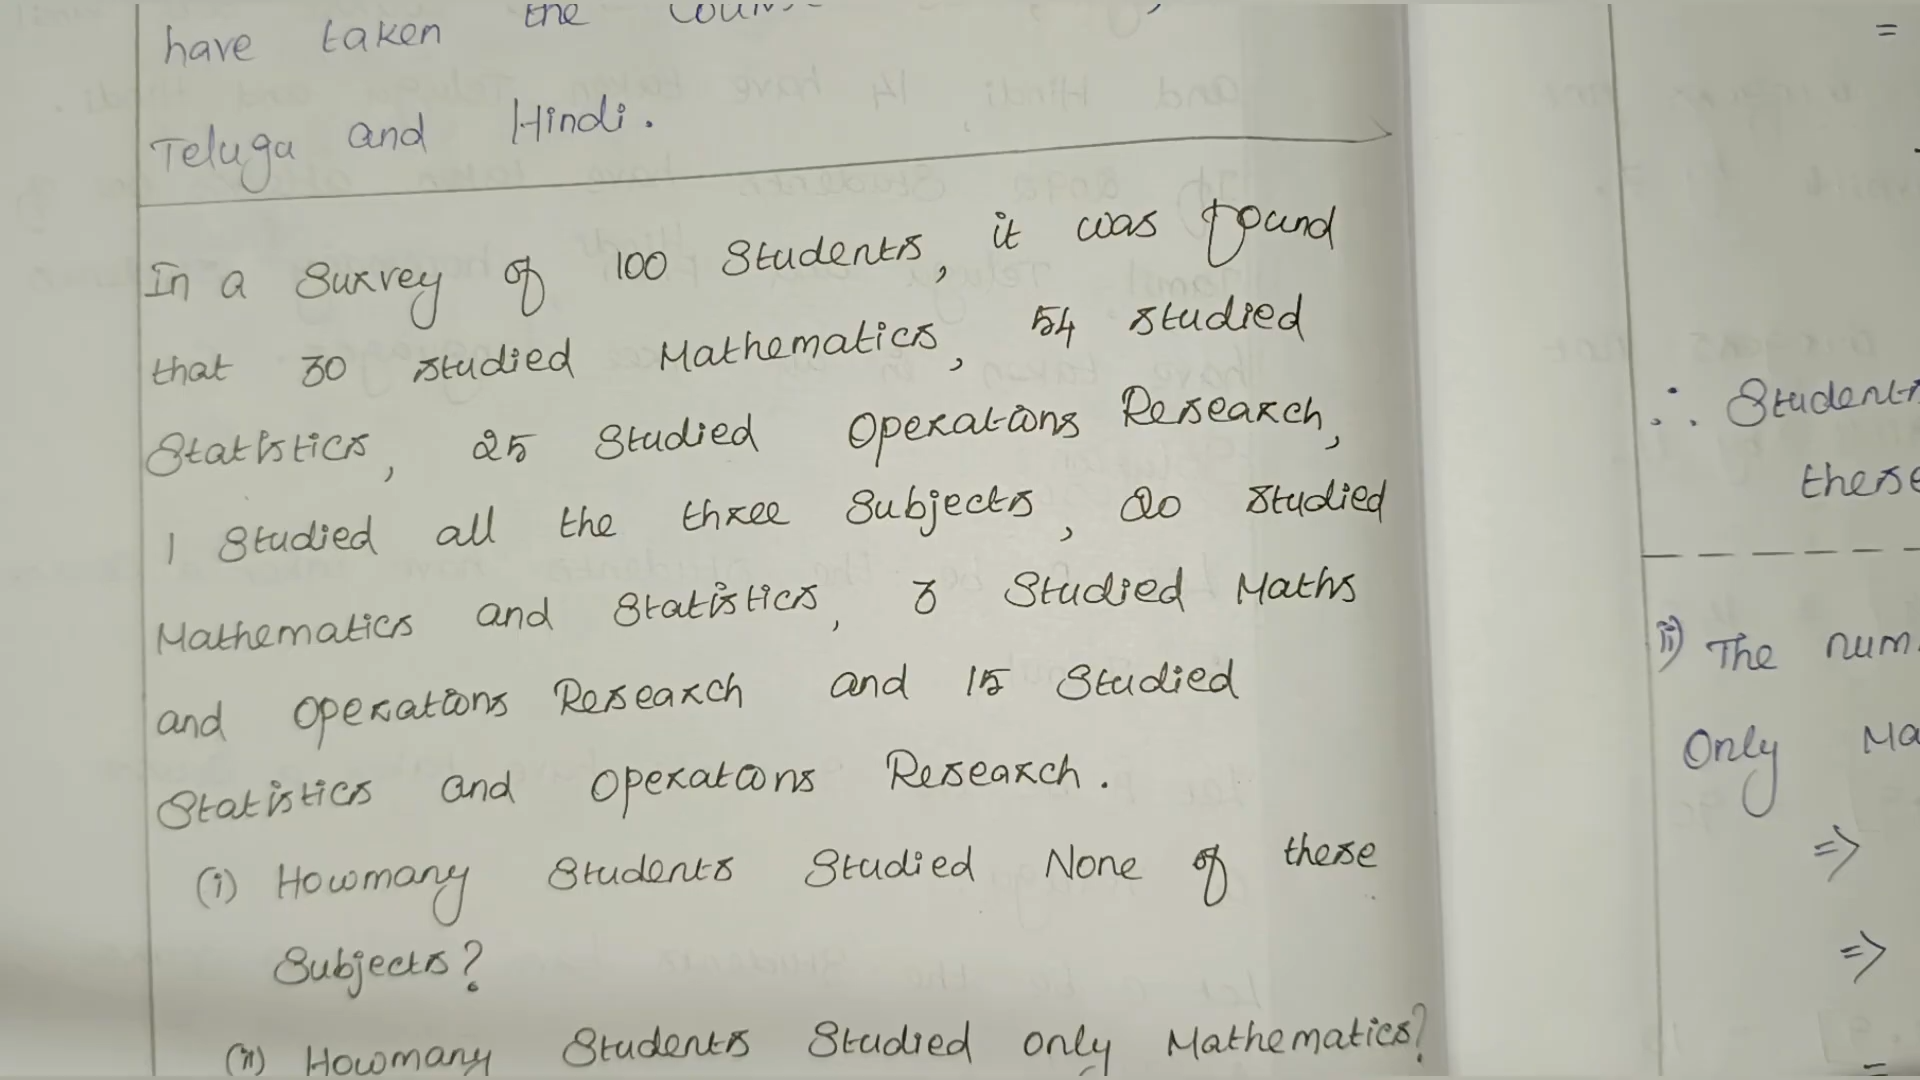 have taken the
Teluga and Hindi.
In a Survey of 100 Students, it was found
that 30 studied Mathematics, 54 studied
Statistics, 25 Studied Operations Research,
1 Studied all the three Subjects, 20 studied
Mathematics and Statistics, 3 Studied Maths
and Operations Research and 15 Studied
Statistics and Operations Research.
(i) Howmany Students Studied None of these
Subjects?
(ii) Howmany Students Studied only Mathematics?
=
∴ Students
these
ii) The num
Only Ma
=>
=>
=